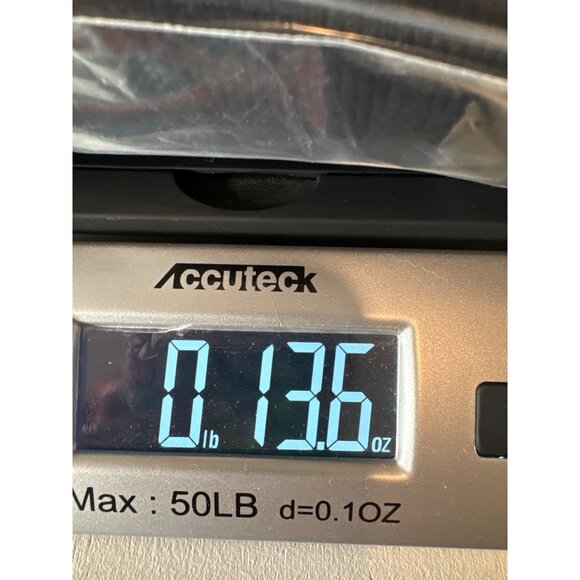 Accuteck
0 lb 13.6 oz
Max : 50LB d=0.1OZ